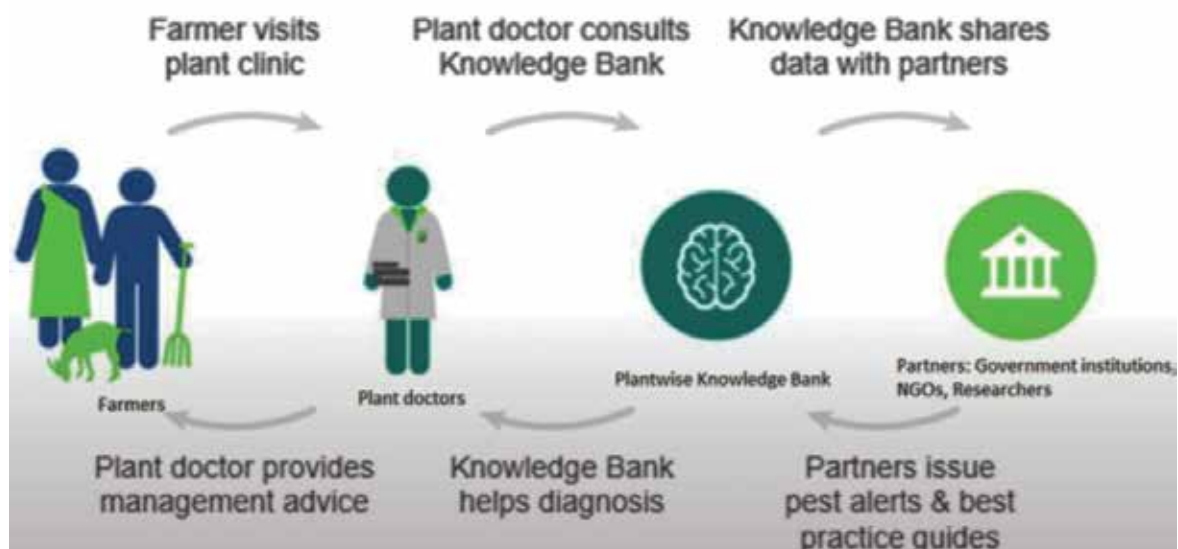 Farmer visits
plant clinic
Plant doctor consults
Knowledge Bank
Knowledge Bank shares
data with partners
Farmers
Plant doctors
Plantwise Knowledge Bank
Partners: Government institutions,
NGOs, Researchers
Plant doctor provides
management advice
Knowledge Bank
helps diagnosis
Partners issue
pest alerts & best
practice guides